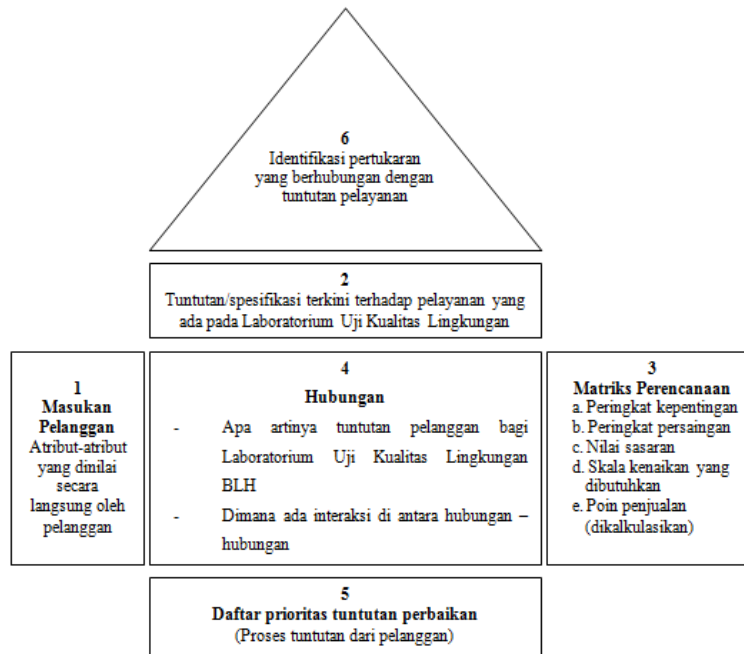 6
Identifikasi pertukaran
yang berhubungan dengan
tuntutan pelayanan
2
Tuntutan/spesifikasi terkini terhadap pelayanan yang
ada pada Laboratorium Uji Kualitas Lingkungan
1
Masukan
Pelanggan
Atribut-atribut
yang dinilai
secara
langsung oleh
pelanggan
4
Hubungan
- Apa artinya tuntutan pelanggan bagi
Laboratorium Uji Kualitas Lingkungan
BLH
- Dimana ada interaksi di antara hubungan –
hubungan
3
Matriks Perencanaan
a. Peringkat kepentingan
b. Peringkat persaingan
c. Nilai sasaran
d. Skala kenaikan yang
dibutuhkan
e. Poin penjualan
(dikalkulasikan)
5
Daftar prioritas tuntutan perbaikan
(Proses tuntutan dari pelanggan)